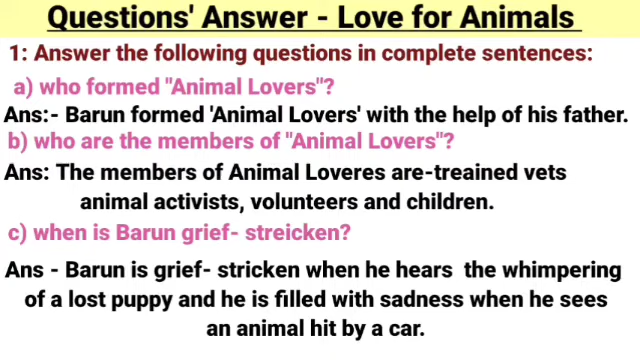 Questions' Answer - Love for Animals
1: Answer the following questions in complete sentences:
a) who formed "Animal Lovers"?
Ans:- Barun formed 'Animal Lovers' with the help of his father.
b) who are the members of "Animal Lovers"?
Ans: The members of Animal Loveres are-treained vets
animal activists, volunteers and children.
c) when is Barun grief- streicken?
Ans - Barun is grief- stricken when he hears the whimpering
of a lost puppy and he is filled with sadness when he sees
an animal hit by a car.